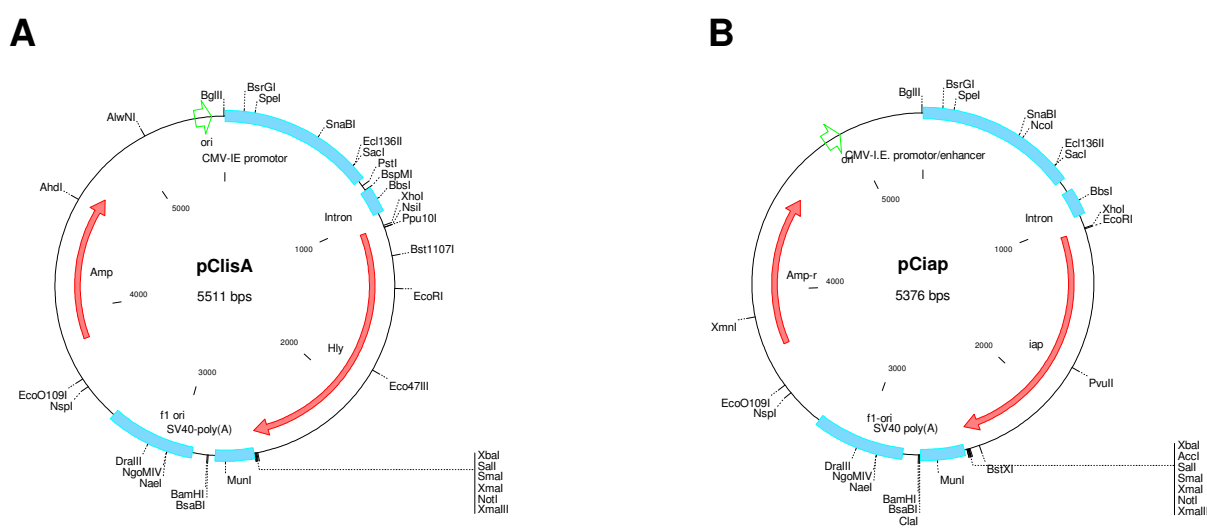 A
BglII
BsrGI
SpeI
SnaBI
Ecl136II
SacI
PstI
BspMI
BbsI
XhoI
NsiI
Ppu10I
Bst1107I
EcoRI
Eco47III
XbaI
SalI
SmaI
XmaI
NotI
XmaIII
MunI
BamHI
BsaBI
DraIII
NgoMIV
NaeI
EcoO109I
NspI
AhdI
AlwNI
ori
CMV-IE promotor
Intron
Hly
SV40-poly(A)
f1 ori
Amp
1000
2000
3000
4000
5000
pClisA
5511 bps
B
BglII
BsrGI
SpeI
SnaBI
NcoI
Ecl136II
SacI
BbsI
XhoI
EcoRI
PvuII
BstXI
XbaI
AccI
SalI
SmaI
XmaI
NotI
XmaIII
MunI
BamHI
BsaBI
ClaI
DraIII
NgoMIV
NaeI
EcoO109I
NspI
XmnI
ori
CMV-I.E. promotor/enhancer
Intron
iap
SV40 poly(A)
f1-ori
Amp-r
1000
2000
3000
4000
5000
pCiap
5376 bps